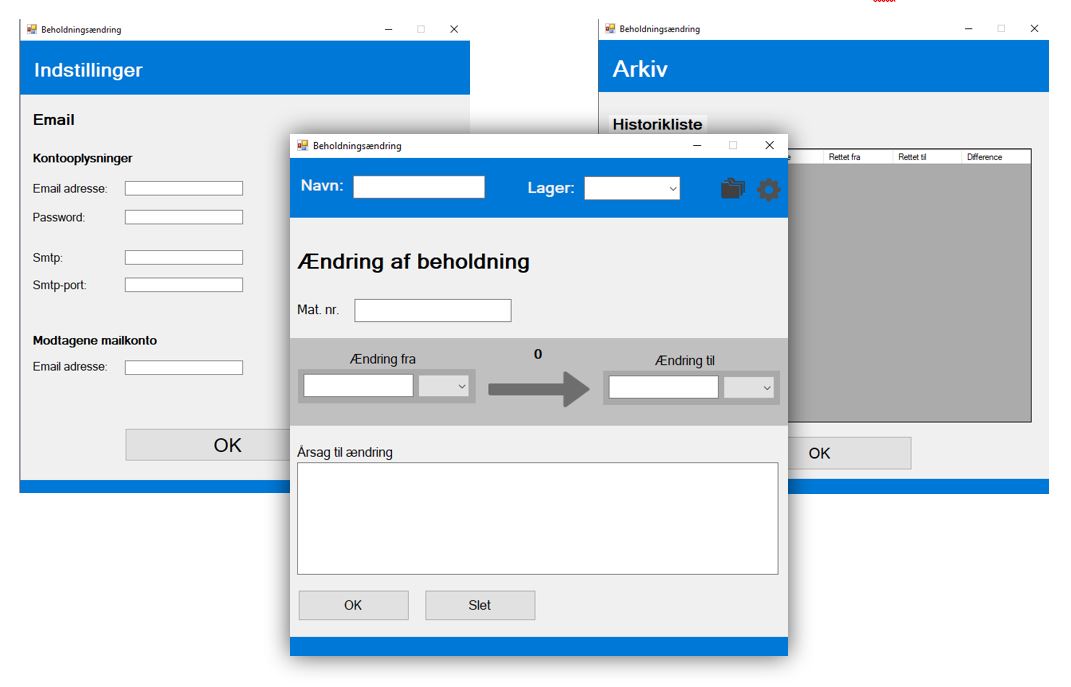 Beholdningsændring
Indstillinger
Email
Kontooplysninger
Email adresse:
Password:
Smtp:
Smtp-port:
Modtagene mailkonto
Email adresse:
OK
Beholdningsændring
Arkiv
Historikliste
Rettet fra Rettet til Difference
OK
Beholdningsændring
Navn: Lager:
Ændring af beholdning
Mat. nr.
Ændring fra 0 Ændring til
Årsag til ændring
OK Slet